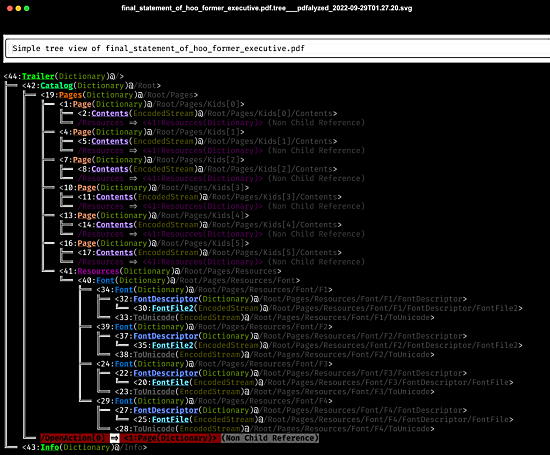 final_statement_of_hoo_former_executive.pdf.tree___pdfalyzed_2022-09-29T01.27.20.svg
Simple tree view of final_statement_of_hoo_former_executive.pdf
<44:Trailer(Dictionary)@/>
<42:Catalog(Dictionary)@/Root>
<19:Pages(Dictionary)@/Root/Pages>
<1:Page(Dictionary)@/Root/Pages/Kids[0]>
<2:Contents(EncodedStream)@/Root/Pages/Kids[0]/Contents>
/Resources => <41:Resources(Dictionary)> (Non Child Reference)
<4:Page(Dictionary)@/Root/Pages/Kids[1]>
<5:Contents(EncodedStream)@/Root/Pages/Kids[1]/Contents>
/Resources => <41:Resources(Dictionary)> (Non Child Reference)
<7:Page(Dictionary)@/Root/Pages/Kids[2]>
<8:Contents(EncodedStream)@/Root/Pages/Kids[2]/Contents>
/Resources => <41:Resources(Dictionary)> (Non Child Reference)
<10:Page(Dictionary)@/Root/Pages/Kids[3]>
<11:Contents(EncodedStream)@/Root/Pages/Kids[3]/Contents>
/Resources => <41:Resources(Dictionary)> (Non Child Reference)
<13:Page(Dictionary)@/Root/Pages/Kids[4]>
<14:Contents(EncodedStream)@/Root/Pages/Kids[4]/Contents>
/Resources => <41:Resources(Dictionary)> (Non Child Reference)
<16:Page(Dictionary)@/Root/Pages/Kids[5]>
<17:Contents(EncodedStream)@/Root/Pages/Kids[5]/Contents>
/Resources => <41:Resources(Dictionary)> (Non Child Reference)
<41:Resources(Dictionary)@/Root/Pages/Resources>
<40:Font(Dictionary)@/Root/Pages/Resources/Font>
<34:Font(Dictionary)@/Root/Pages/Resources/Font/F1>
<32:FontDescriptor(Dictionary)@/Root/Pages/Resources/Font/F1/FontDescriptor>
<30:FontFile2(EncodedStream)@/Root/Pages/Resources/Font/F1/FontDescriptor/FontFile2>
<33:ToUnicode(EncodedStream)@/Root/Pages/Resources/Font/F1/ToUnicode>
<39:Font(Dictionary)@/Root/Pages/Resources/Font/F2>
<37:FontDescriptor(Dictionary)@/Root/Pages/Resources/Font/F2/FontDescriptor>
<35:FontFile2(EncodedStream)@/Root/Pages/Resources/Font/F2/FontDescriptor/FontFile2>
<38:ToUnicode(EncodedStream)@/Root/Pages/Resources/Font/F2/ToUnicode>
<24:Font(Dictionary)@/Root/Pages/Resources/Font/F3>
<22:FontDescriptor(Dictionary)@/Root/Pages/Resources/Font/F3/FontDescriptor>
<20:FontFile(EncodedStream)@/Root/Pages/Resources/Font/F3/FontDescriptor/FontFile>
<23:ToUnicode(EncodedStream)@/Root/Pages/Resources/Font/F3/ToUnicode>
<29:Font(Dictionary)@/Root/Pages/Resources/Font/F4>
<27:FontDescriptor(Dictionary)@/Root/Pages/Resources/Font/F4/FontDescriptor>
<25:FontFile(EncodedStream)@/Root/Pages/Resources/Font/F4/FontDescriptor/FontFile>
<28:ToUnicode(EncodedStream)@/Root/Pages/Resources/Font/F4/ToUnicode>
/OpenAction[0] => <1:Page(Dictionary)> (Non Child Reference)
<43:Info(Dictionary)@/Info>